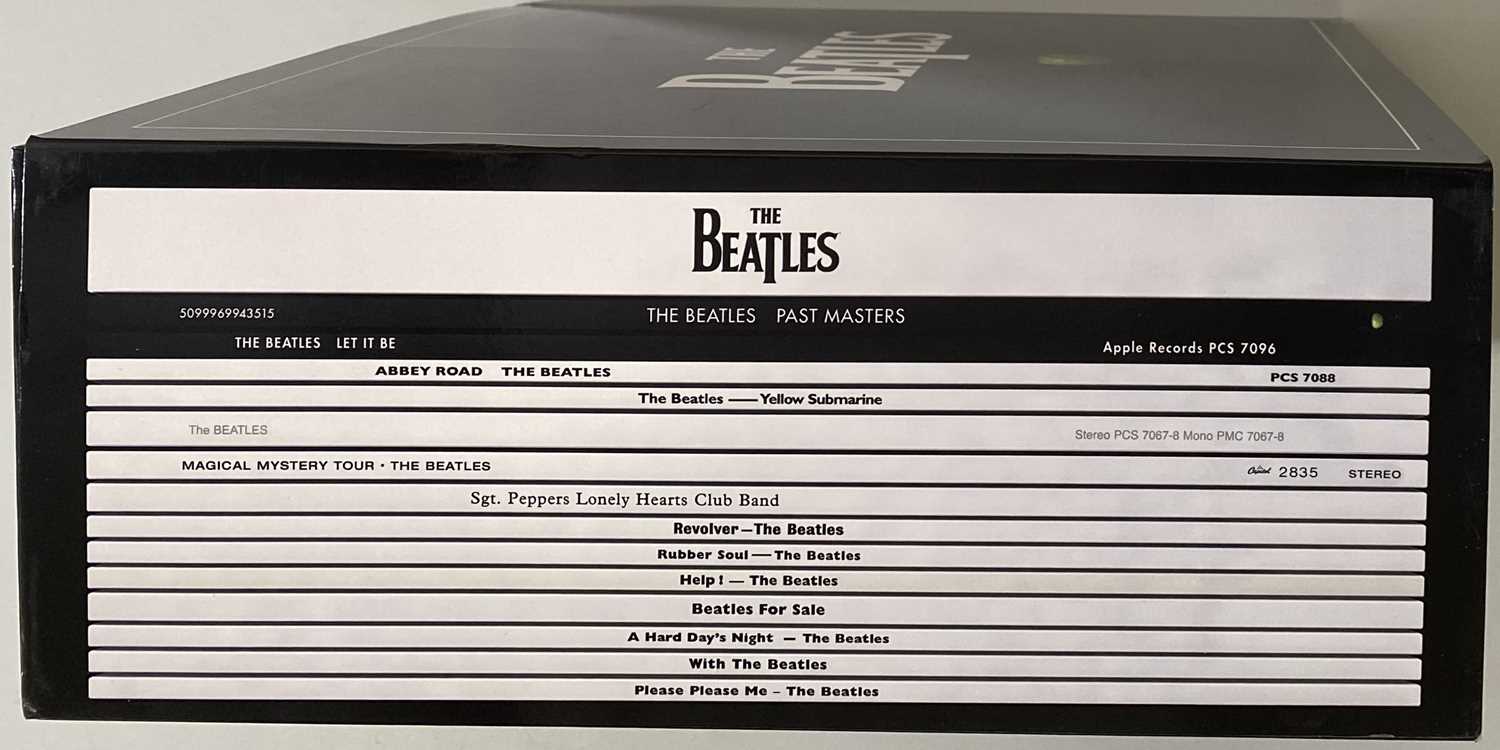 THE
BEATLES
THE
BEATLES
5099969943515 THE BEATLES PAST MASTERS
THE BEATLES LET IT BE Apple Records PCS 7096
ABBEY ROAD THE BEATLES PCS 7088
The Beatles — Yellow Submarine
The BEATLES Stereo PCS 7067-8 Mono PMC 7067-8
MAGICAL MYSTERY TOUR · THE BEATLES Capitol 2835 STEREO
Sgt. Peppers Lonely Hearts Club Band
Revolver – The Beatles
Rubber Soul — The Beatles
Help! — The Beatles
Beatles For Sale
A Hard Day's Night – The Beatles
With The Beatles
Please Please Me – The Beatles